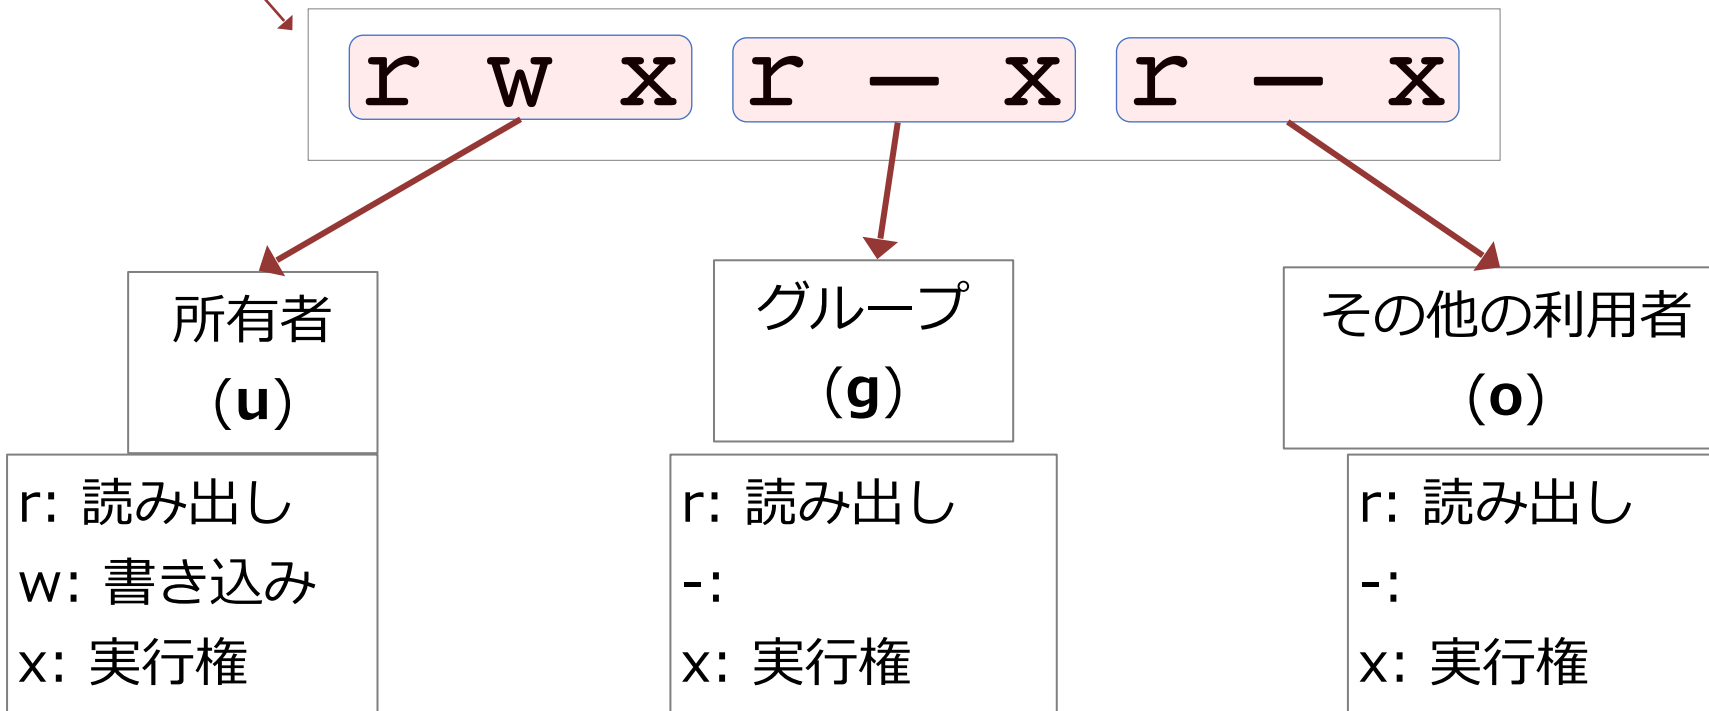 r w x r - x r - x
所有者
(u)
グループ
(g)
その他の利用者
(o)
r: 読み出し
w: 書き込み
x: 実行権
r: 読み出し
-:
x: 実行権
r: 読み出し
-:
x: 実行権